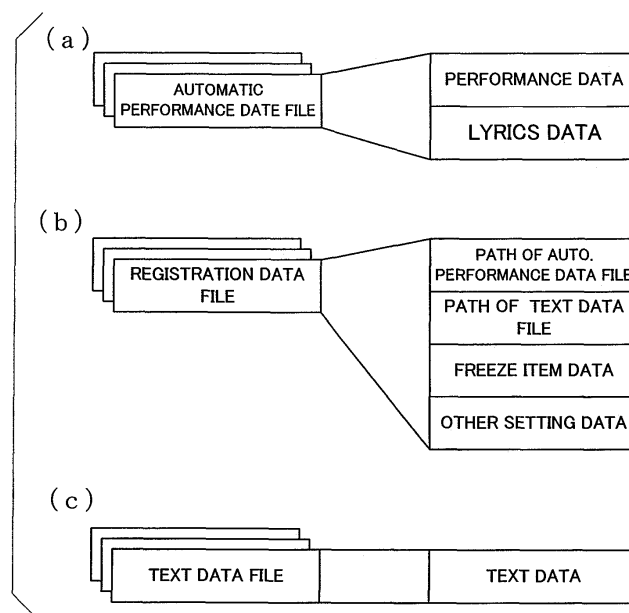 (a)
AUTOMATIC
PERFORMANCE DATE FILE
PERFORMANCE DATA
LYRICS DATA
(b)
REGISTRATION DATA
FILE
PATH OF AUTO.
PERFORMANCE DATA FILE
PATH OF TEXT DATA
FILE
FREEZE ITEM DATA
OTHER SETTING DATA
(c)
TEXT DATA FILE
TEXT DATA